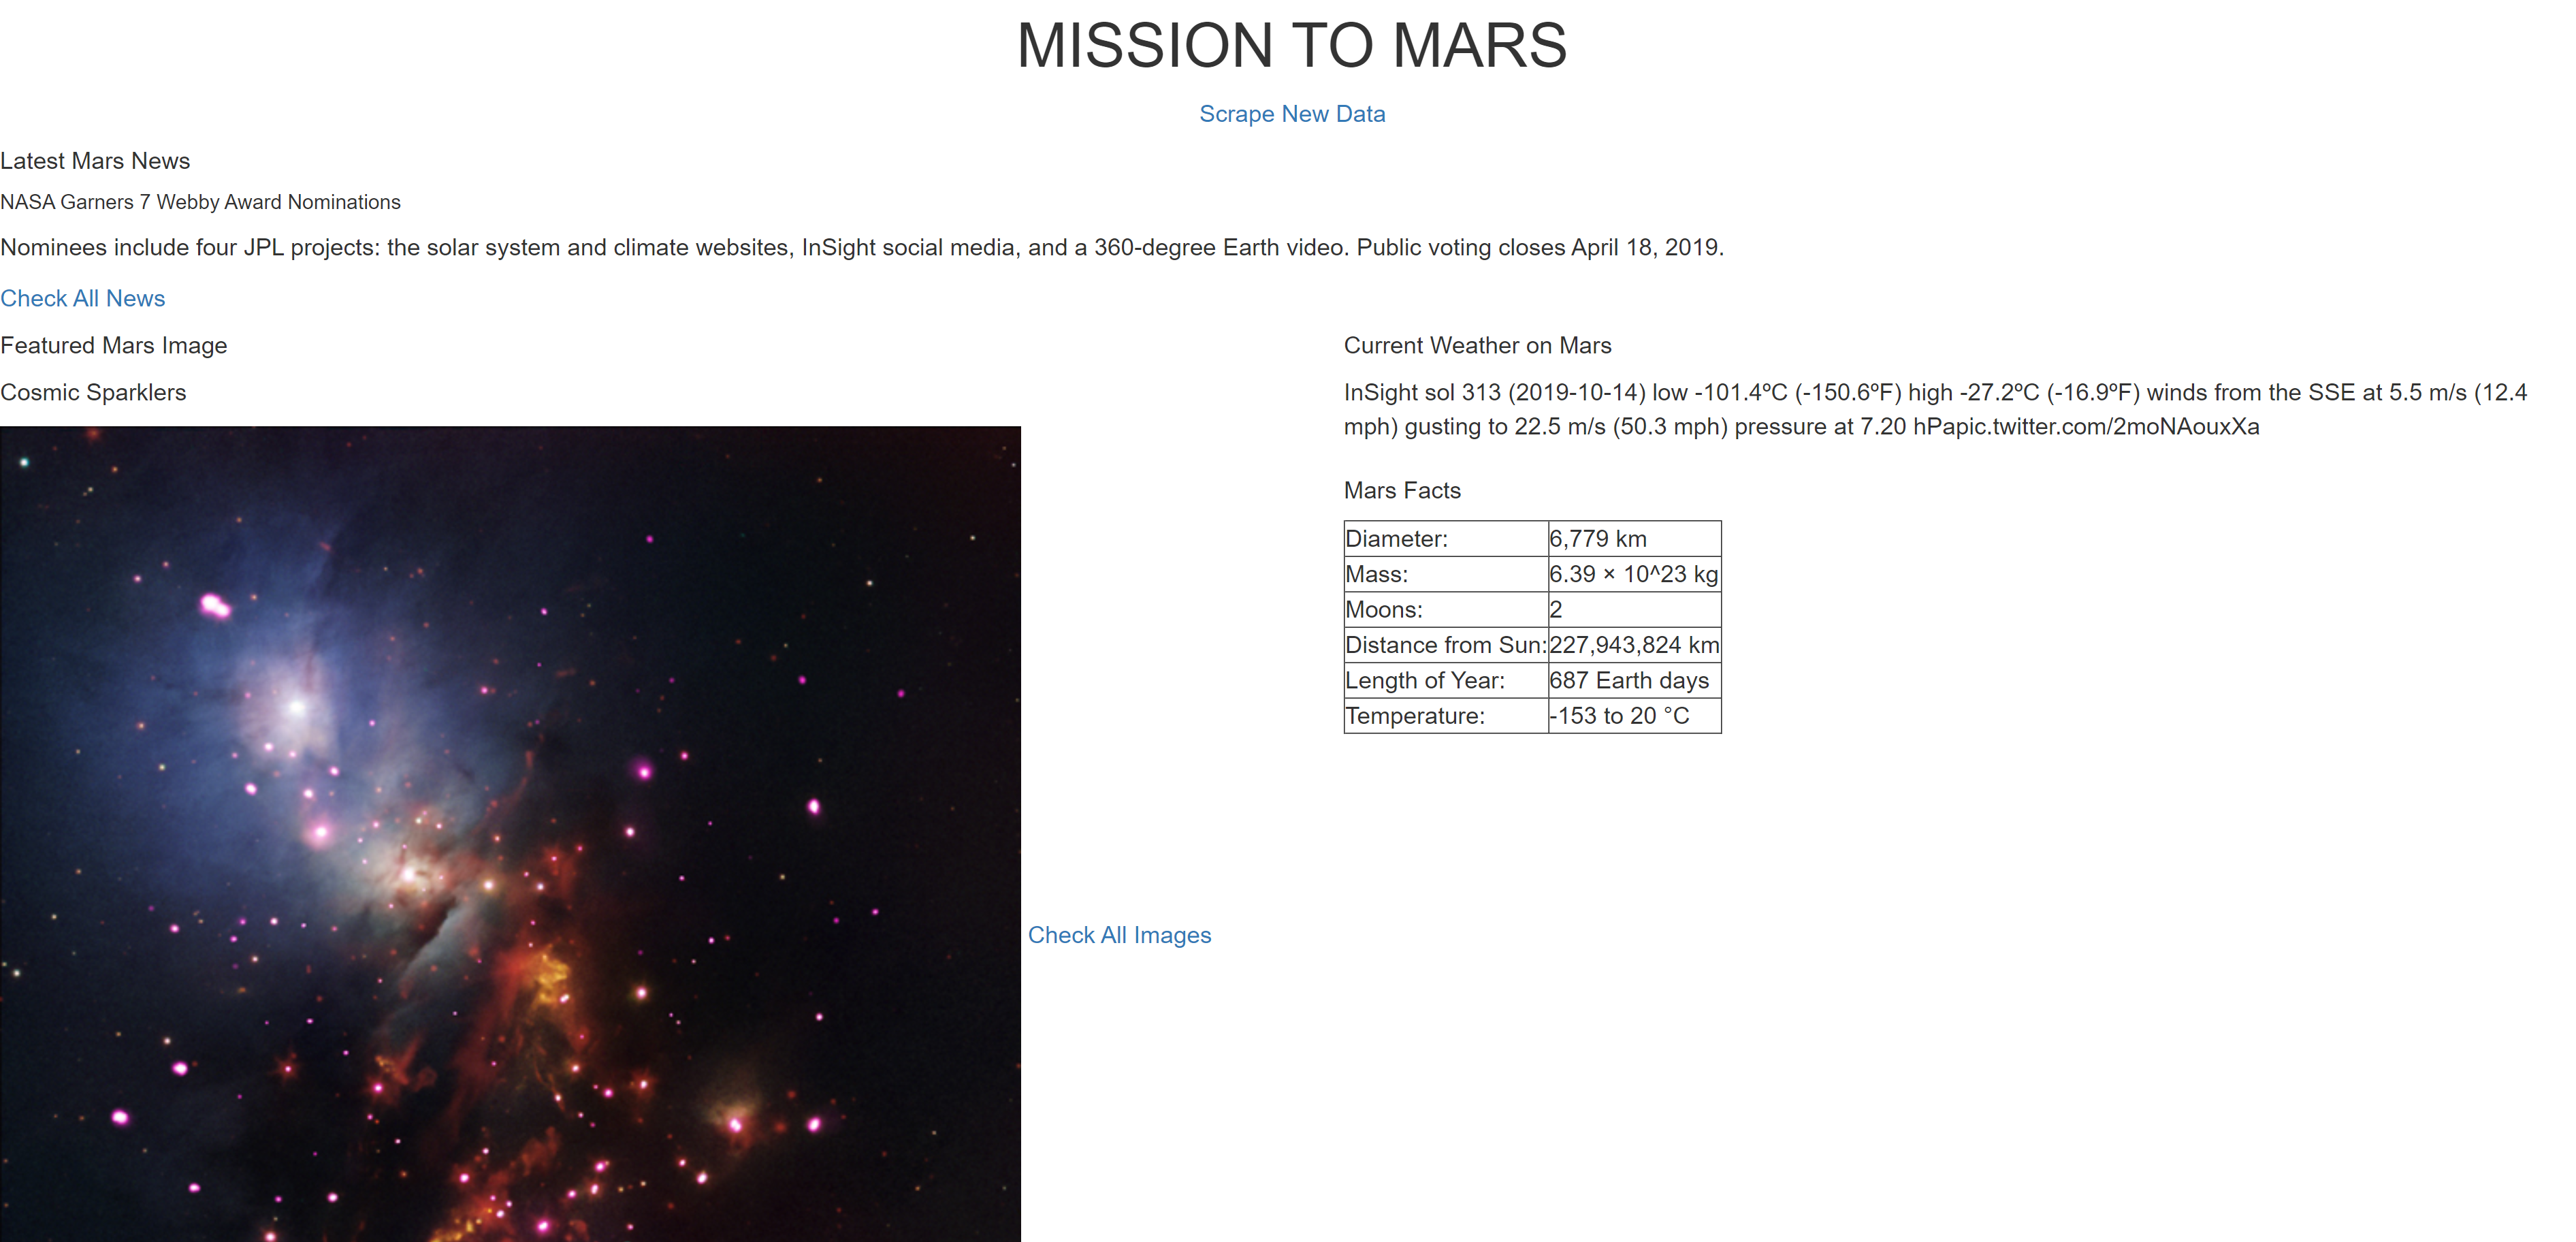 MISSION TO MARS
Scrape New Data
Latest Mars News
NASA Garners 7 Webby Award Nominations
Nominees include four JPL projects: the solar system and climate websites, InSight social media, and a 360-degree Earth video. Public voting closes April 18, 2019.
Check All News
Featured Mars Image
Cosmic Sparklers
Check All Images
Current Weather on Mars
InSight sol 313 (2019-10-14) low -101.4ºC (-150.6ºF) high -27.2ºC (-16.9ºF) winds from the SSE at 5.5 m/s (12.4
mph) gusting to 22.5 m/s (50.3 mph) pressure at 7.20 hPapic.twitter.com/2moNAouxXa
Mars Facts
Diameter: 6,779 km
Mass: 6.39 × 10^23 kg
Moons: 2
Distance from Sun: 227,943,824 km
Length of Year: 687 Earth days
Temperature: -153 to 20 °C